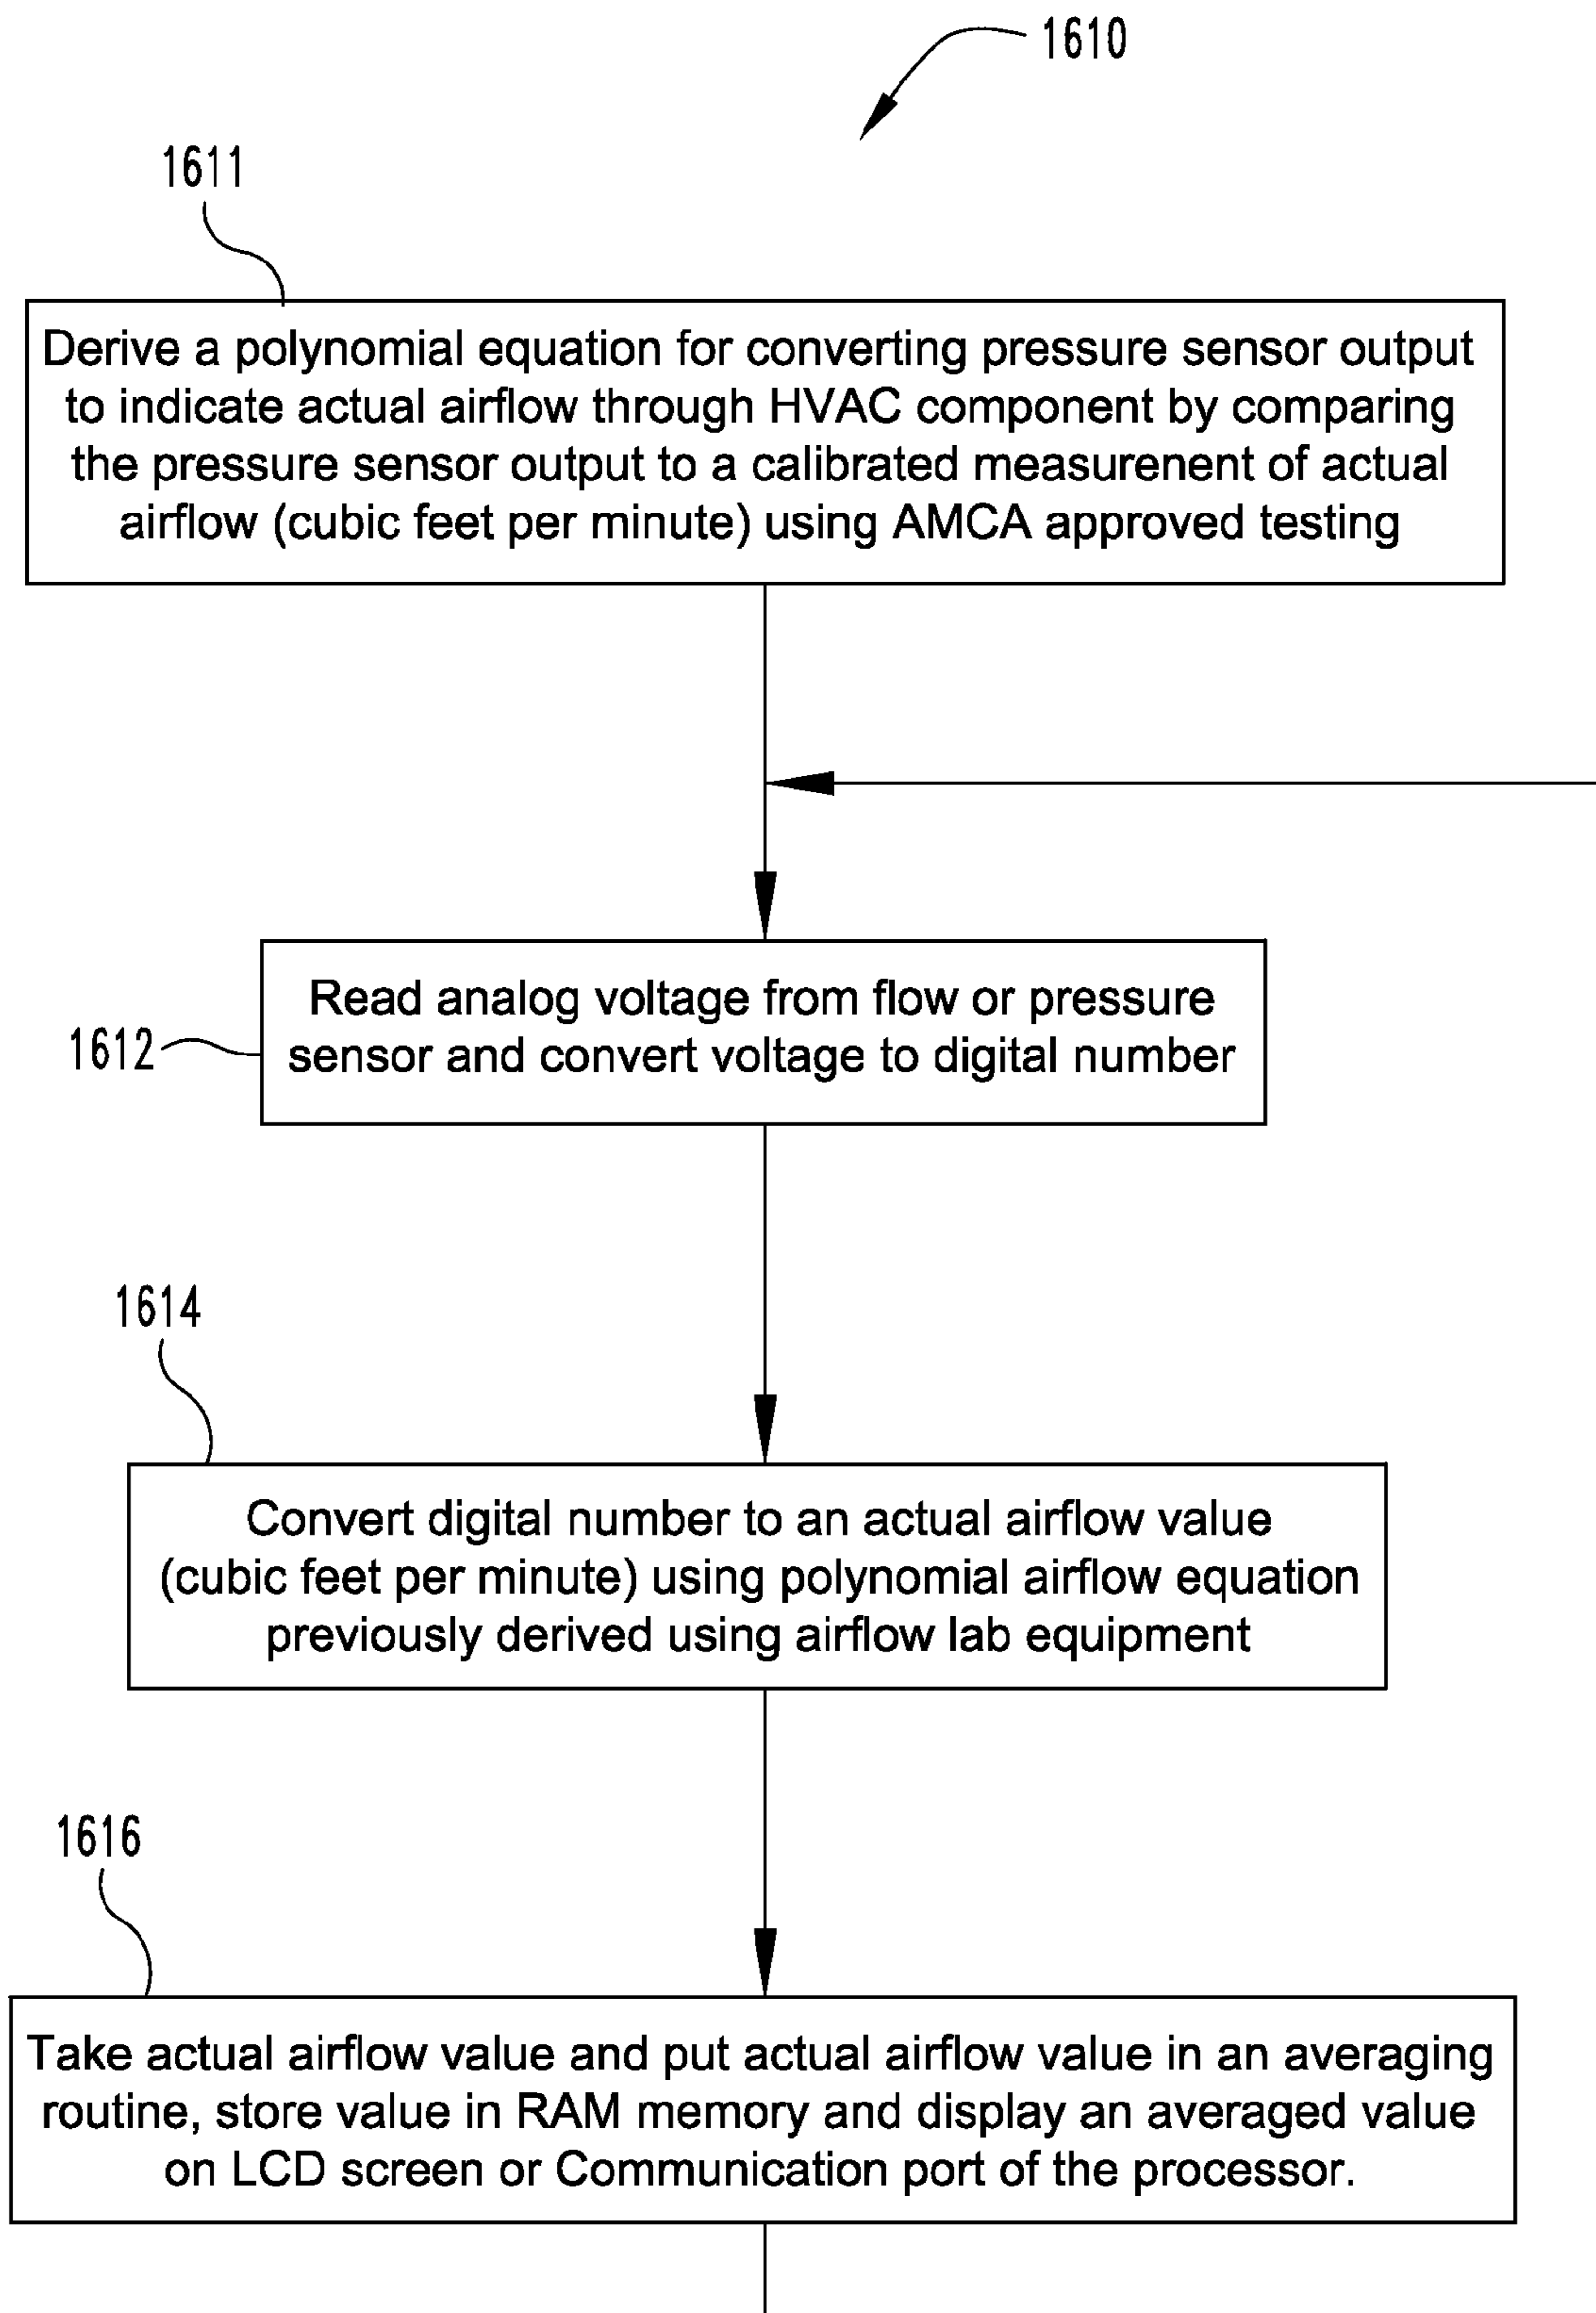 1610
1611
Derive a polynomial equation for converting pressure sensor output
to indicate actual airflow through HVAC component by comparing
the pressure sensor output to a calibrated measurenent of actual
airflow (cubic feet per minute) using AMCA approved testing
Read analog voltage from flow or pressure
1612
sensor and convert voltage to digital number
1614
Convert digital number to an actual airflow value
(cubic feet per minute) using polynomial airflow equation
previously derived using airflow lab equipment
1616
Take actual airflow value and put actual airflow value in an averaging
routine, store value in RAM memory and display an averaged value
on LCD screen or Communication port of the processor.